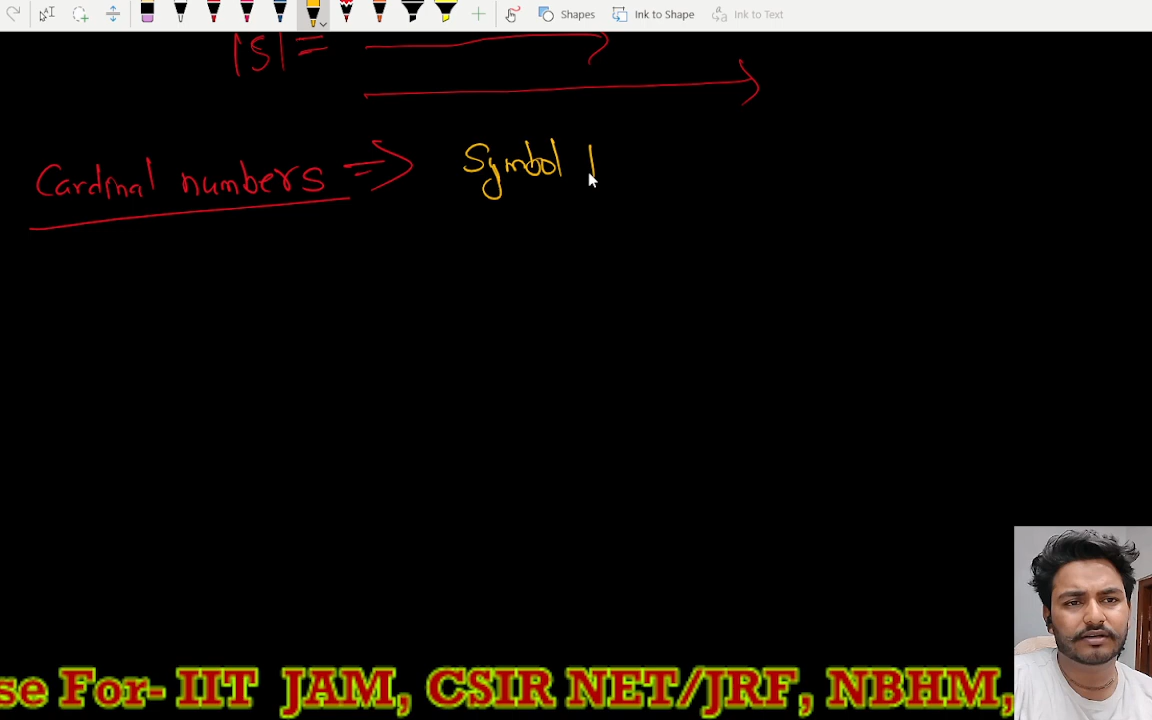 Shapes Ink to Shape Ink to Text
|S| =
Cardinal numbers => Symbol
se For- IIT JAM, CSIR NET/JRF, NBHM,